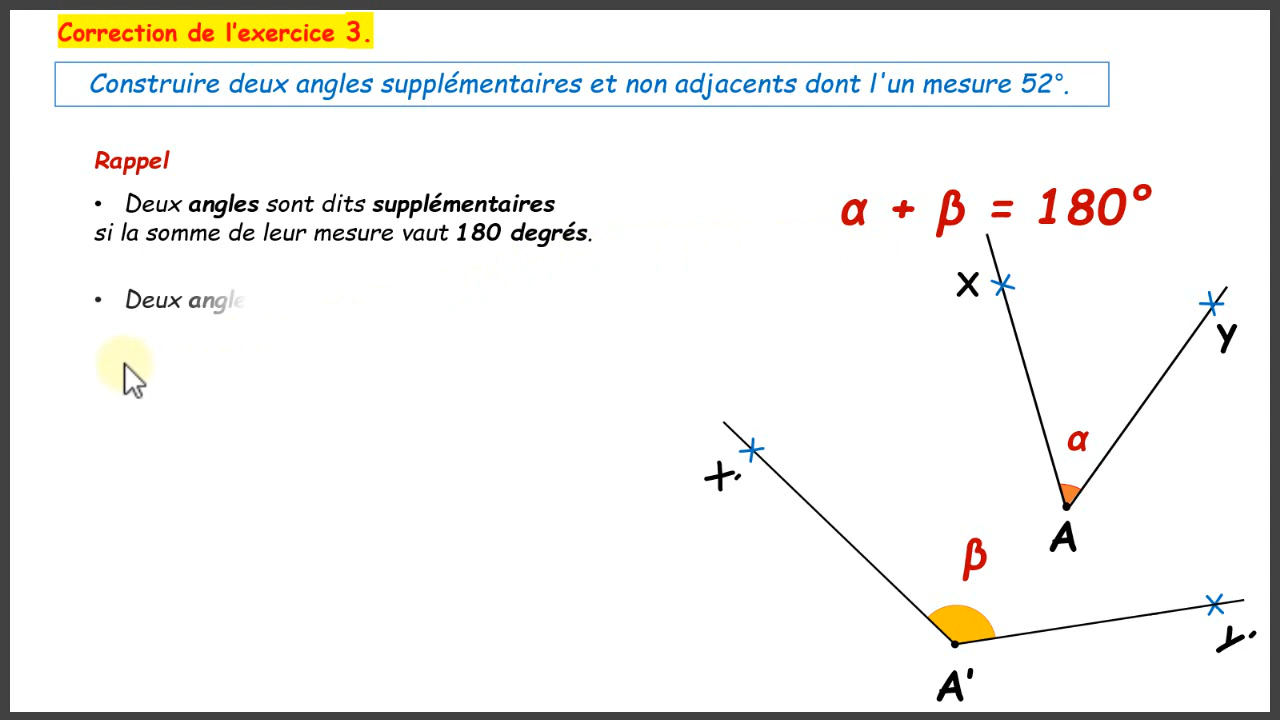 Correction de l'exercice 3.
Construire deux angles supplémentaires et non adjacents dont l'un mesure 52°.
Rappel
• Deux angles sont dits supplémentaires
si la somme de leur mesure vaut 180 degrés.
• Deux angle
α + β = 180°
X
y
α
A
β
A'